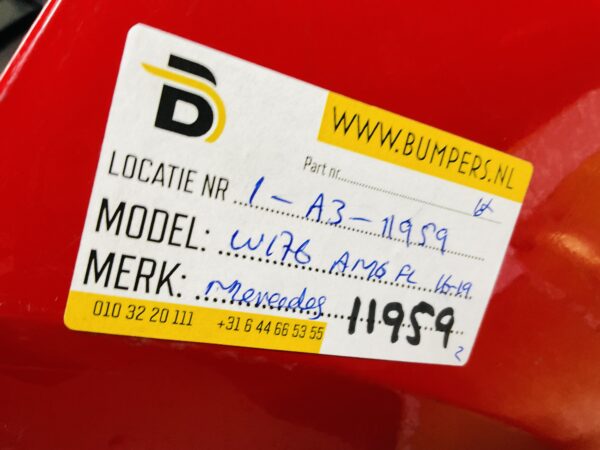 WWW.BUMPERS.NL
Part nr.
LOCATIE NR 1-A3-11959
MODEL: W176 AMG FL 16-19
MERK: Mercedes 11959
2
010 32 20 111 +31 6 44 66 53 55